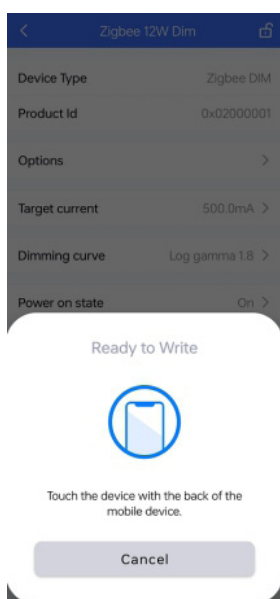 Zigbee 12W Dim
Device Type Zigbee DIM
Product Id 0x02000001
Options
Target current 500.0mA
Dimming curve Log gamma 1.8
Power on state On
Ready to Write
Touch the device with the back of the
mobile device.
Cancel